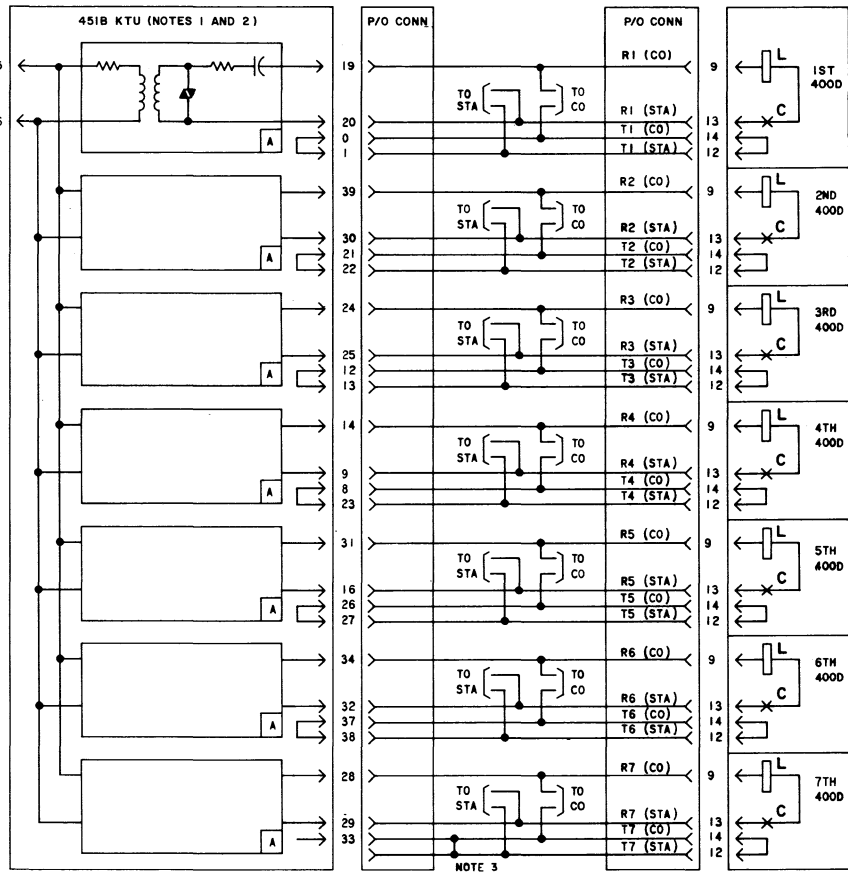 451B KTU (NOTES 1 AND 2) P/O CONN P/O CONN
19 R1 (CO) 9 L 1ST 400D
TO STA TO CO
20 R1 (STA) 13 C
A 0 T1 (CO) 14
1 T1 (STA) 12
39 R2 (CO) 9 L 2ND 400D
TO STA TO CO
30 R2 (STA) 13 C
A 21 T2 (CO) 14
22 T2 (STA) 12
24 R3 (CO) 9 L 3RD 400D
TO STA TO CO
25 R3 (STA) 13 C
A 12 T3 (CO) 14
13 T3 (STA) 12
14 R4 (CO) 9 L 4TH 400D
TO STA TO CO
9 R4 (STA) 13 C
A 8 T4 (CO) 14
23 T4 (STA) 12
31 R5 (CO) 9 L 5TH 400D
TO STA TO CO
16 R5 (STA) 13 C
A 26 T5 (CO) 14
27 T5 (STA) 12
34 R6 (CO) 9 L 6TH 400D
TO STA TO CO
32 R6 (STA) 13 C
A 37 T6 (CO) 14
38 T6 (STA) 12
28 R7 (CO) 9 L 7TH 400D
TO STA TO CO
29 R7 (STA) 13 C
A 33 T7 (CO) 14
T7 (STA) 12
NOTE 3